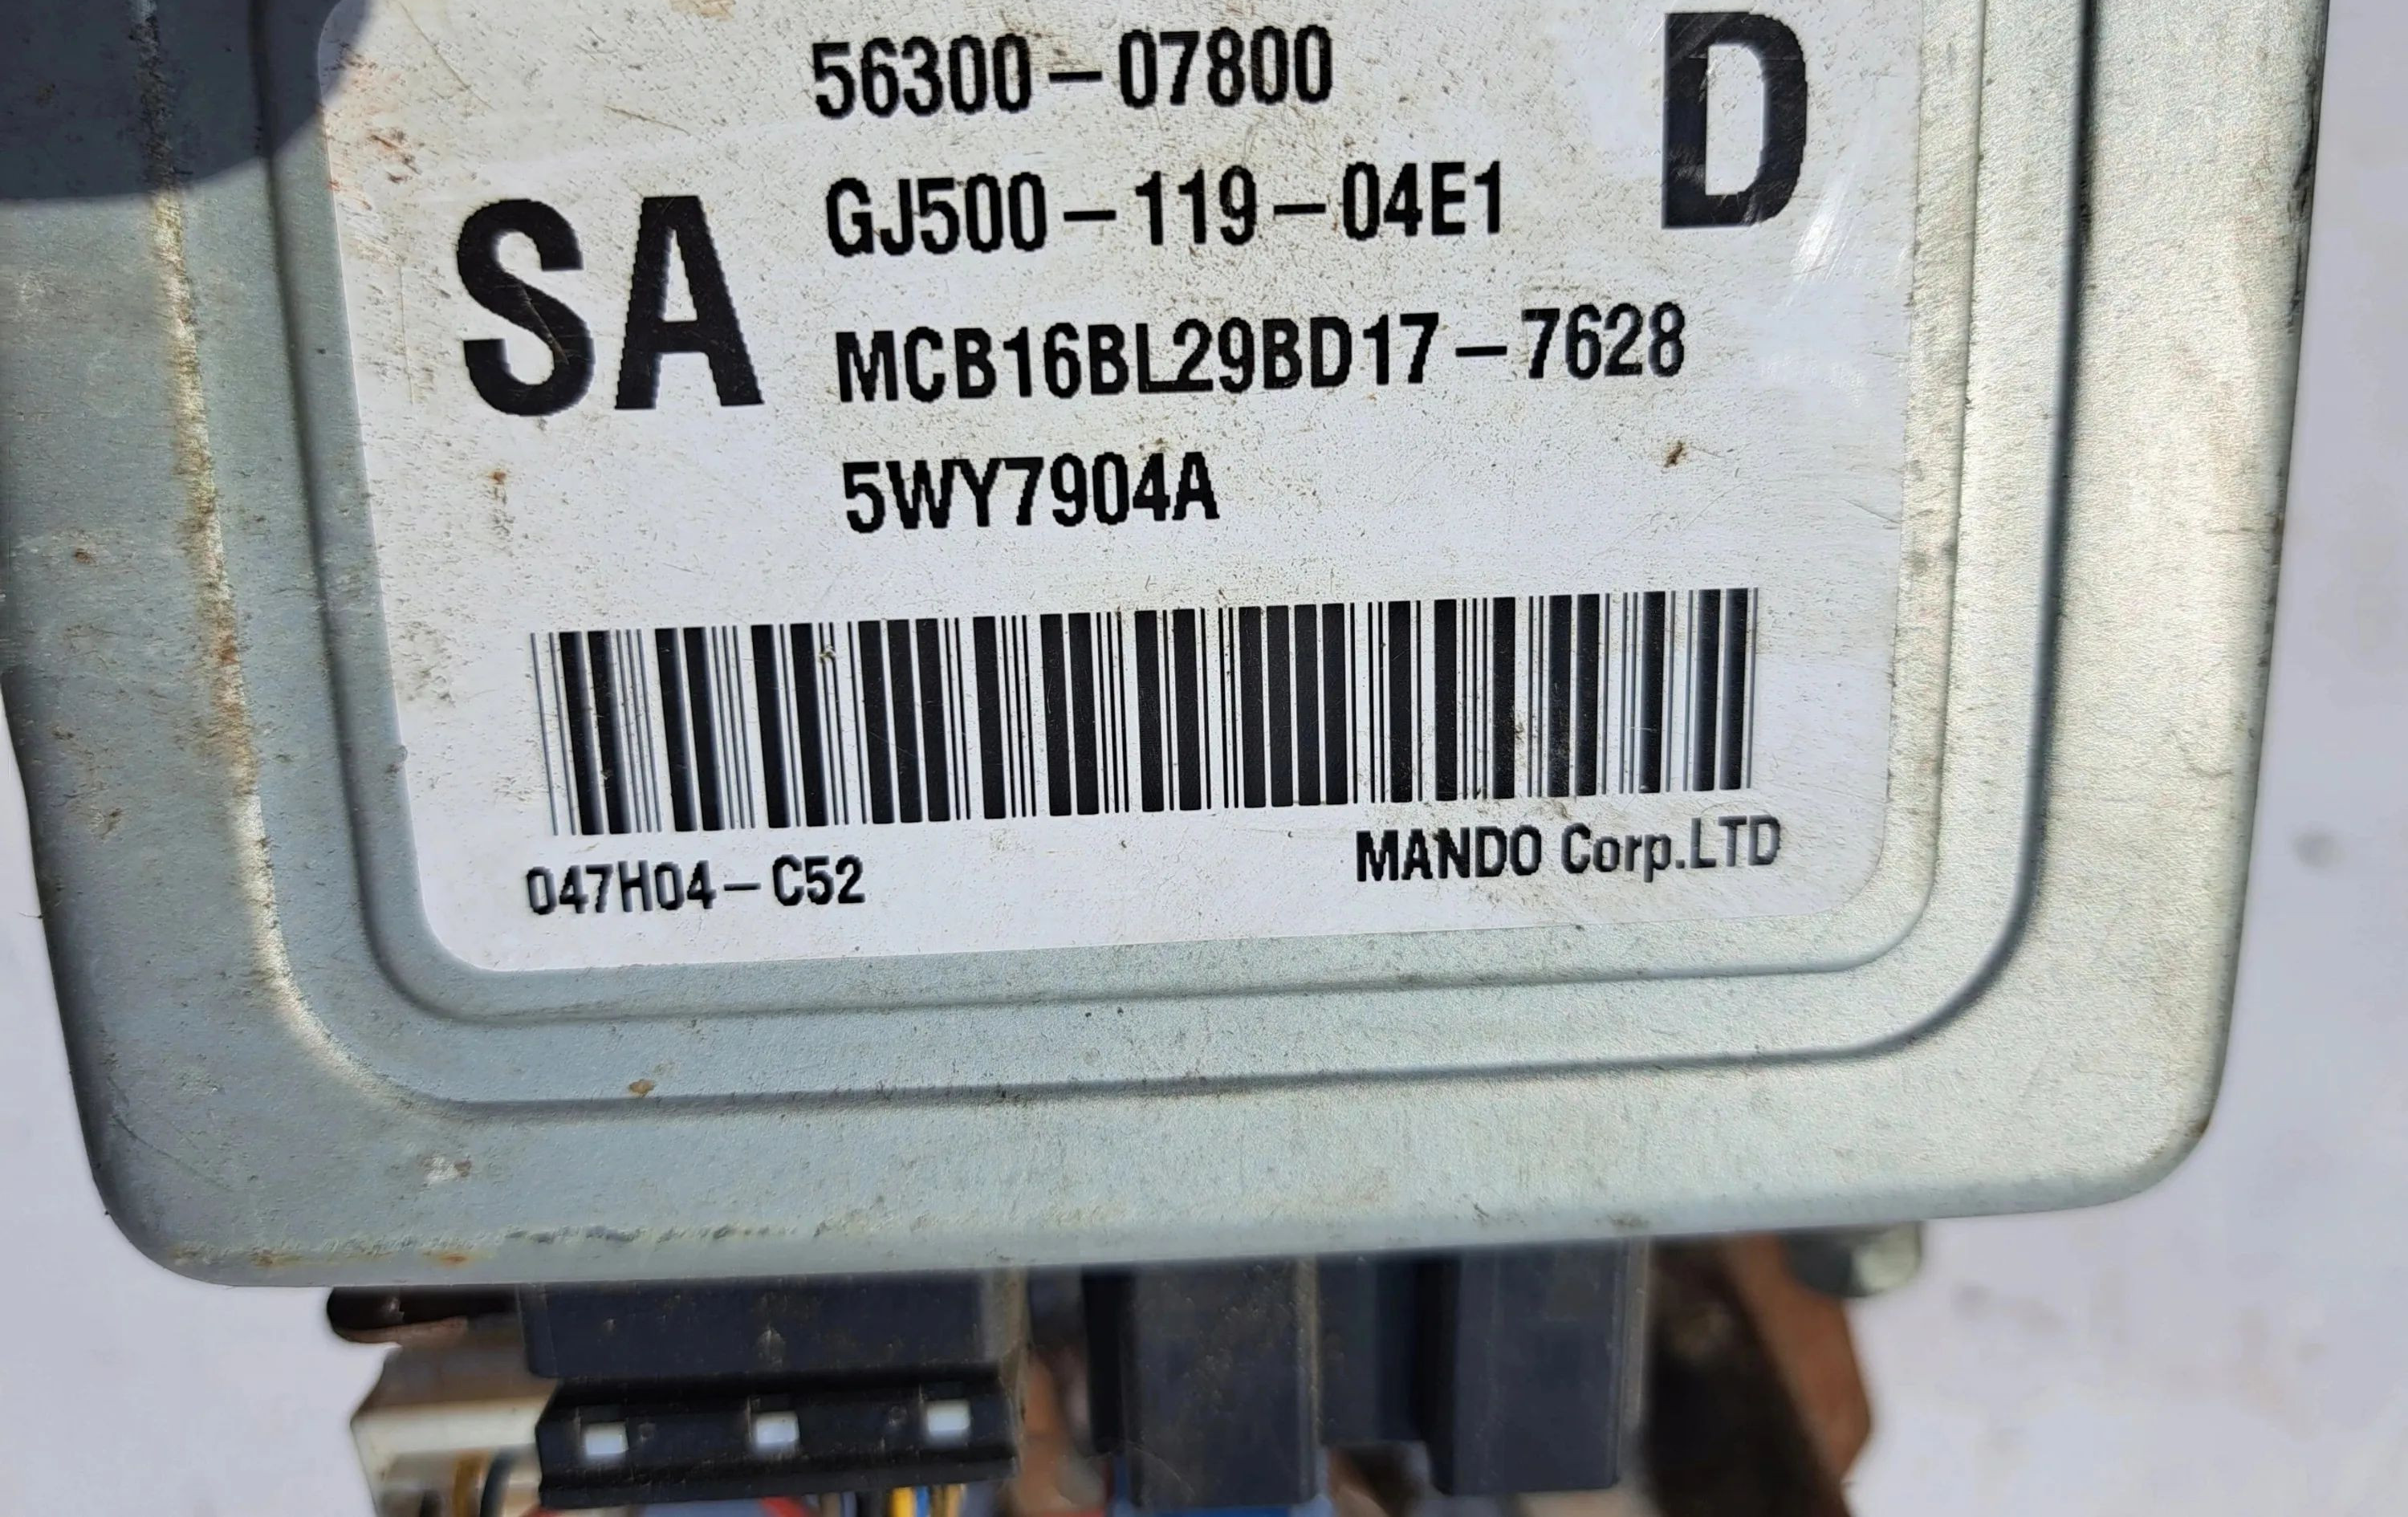 56300-07800
D
GJ500-119-04E1
SA
MCB16BL29BD17-7628
5WY7904A
047H04-C52
MANDO Corp.LTD